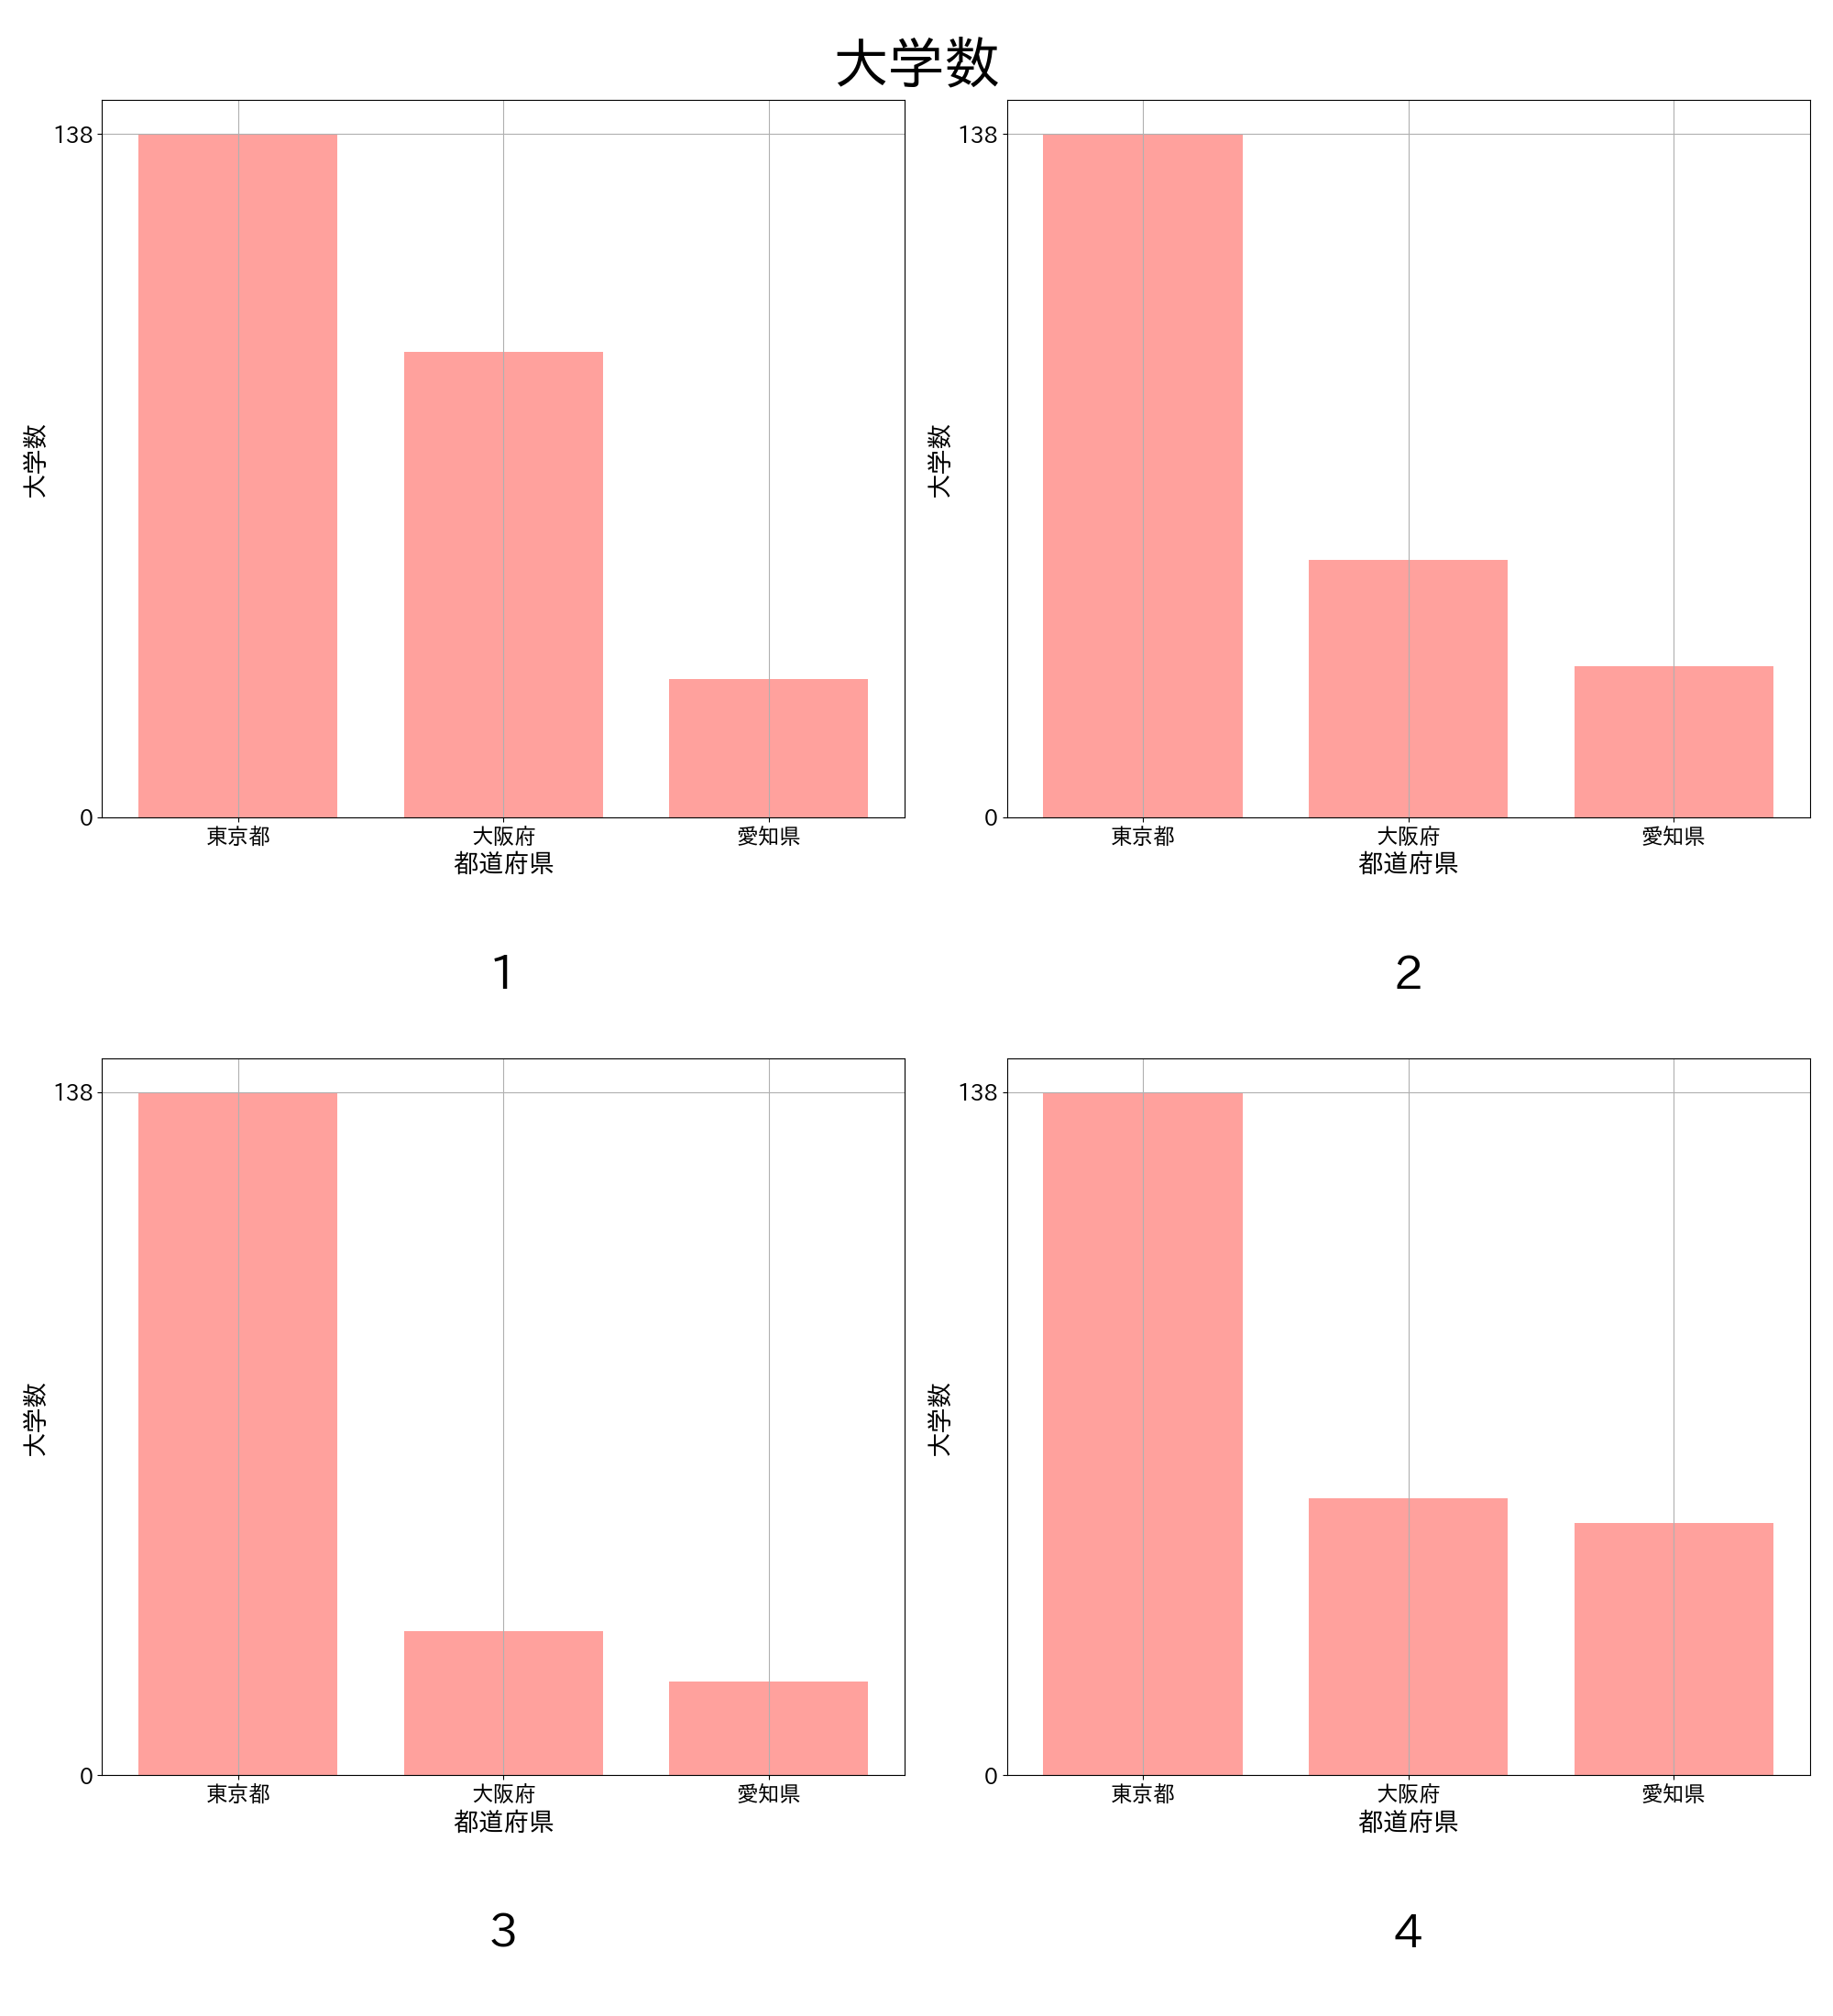 大学数
138
0
大学数
東京都 大阪府 愛知県
都道府県
1
138
0
大学数
東京都 大阪府 愛知県
都道府県
2
138
0
大学数
東京都 大阪府 愛知県
都道府県
3
138
0
大学数
東京都 大阪府 愛知県
都道府県
4